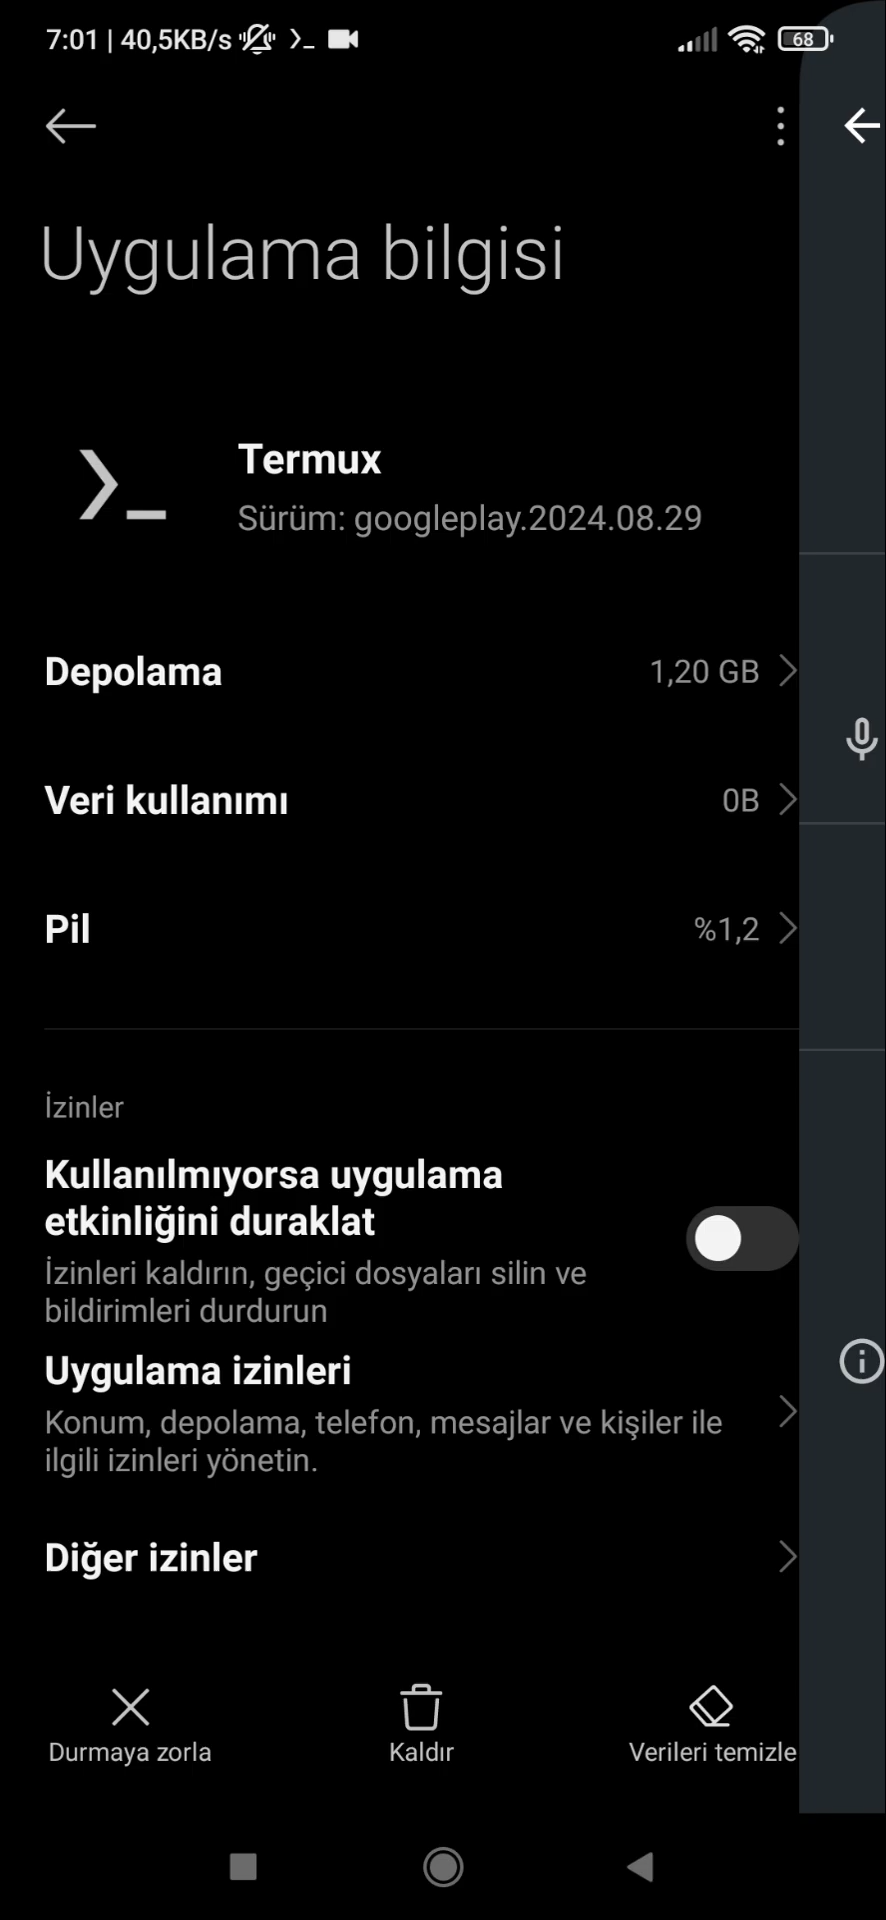 7:01 | 40,5KB/s
68
Uygulama bilgisi
Termux
Sürüm: googleplay.2024.08.29
Depolama
1,20 GB
Veri kullanımı
0B
Pil
%1,2
İzinler
Kullanılmıyorsa uygulama
etkinliğini duraklat
İzinleri kaldırın, geçici dosyaları silin ve
bildirimleri durdurun
Uygulama izinleri
Konum, depolama, telefon, mesajlar ve kişiler ile
ilgili izinleri yönetin.
Diğer izinler
Durmaya zorla
Kaldır
Verileri temizle